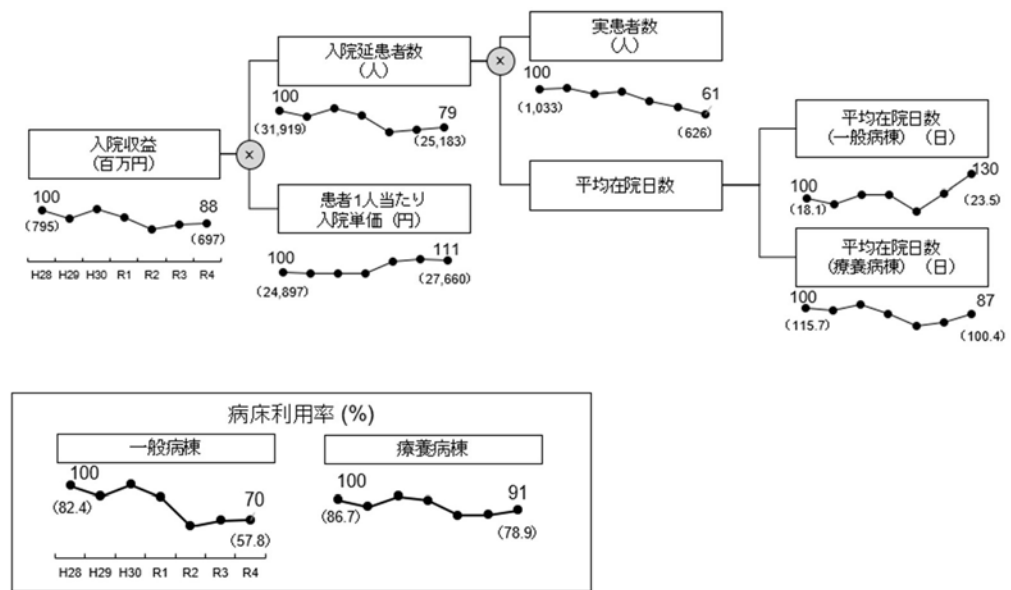 入院収益
(百万円)
100
(795)
88
(697)
H28 H29 H30 R1 R2 R3 R4
×
入院延患者数
(人)
100
(31,919)
79
(25,183)
患者1人当たり
入院単価 (円)
100
(24,897)
111
(27,660)
×
実患者数
(人)
100
(1,033)
61
(626)
平均在院日数
平均在院日数
(一般病棟) (日)
100
(18.1)
130
(23.5)
平均在院日数
(療養病棟) (日)
100
(115.7)
87
(100.4)
病床利用率 (%)
一般病棟
100
(82.4)
70
(57.8)
H28 H29 H30 R1 R2 R3 R4
療養病棟
100
(86.7)
91
(78.9)